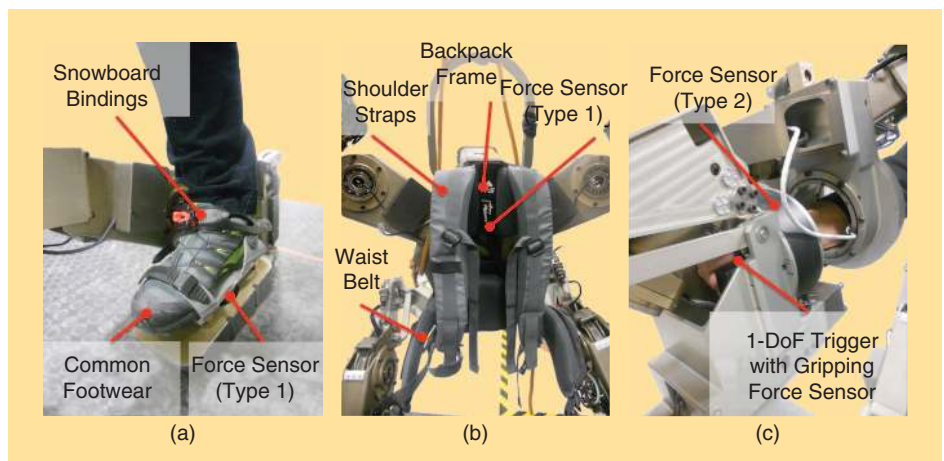 Snowboard
Bindings
Common
Footwear
Force Sensor
(Type 1)
(a)
Backpack
Frame
Shoulder
Straps
Force Sensor
(Type 1)
Waist
Belt
(b)
Force Sensor
(Type 2)
1-DoF Trigger
with Gripping
Force Sensor
(c)